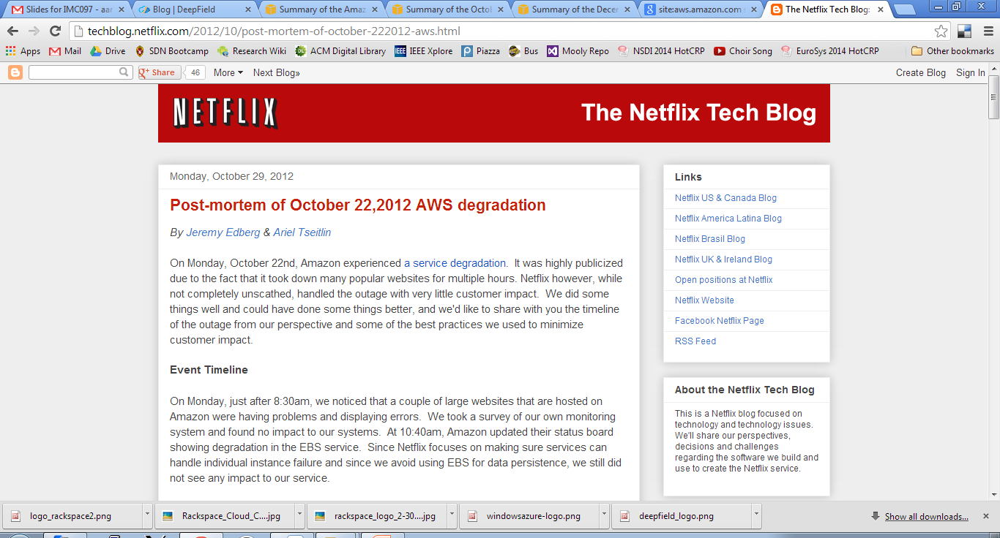 Slides for IMC097 - aar
Blog | DeepField
Summary of the Amaz
Summary of the Octol
Summary of the Decer
site:aws.amazon.com
The Netflix Tech Blog:
techblog.netflix.com/2012/10/post-mortem-of-october-222012-aws.html
Apps
Mail
Drive
SDN Bootcamp
Research Wiki
ACM Digital Library
IEEE Xplore
Piazza
Bus
Mooly Repo
NSDI 2014 HotCRP
Choir Song
EuroSys 2014 HotCRP
Other bookmarks
Share
46
More
Next Blog»
Create Blog
Sign In
NETFLIX
The Netflix Tech Blog
Monday, October 29, 2012
Post-mortem of October 22,2012 AWS degradation
By Jeremy Edberg & Ariel Tseitlin
On Monday, October 22nd, Amazon experienced a service degradation. It was highly publicized
due to the fact that it took down many popular websites for multiple hours. Netflix however, while
not completely unscathed, handled the outage with very little customer impact. We did some
things well and could have done some things better, and we'd like to share with you the timeline
of the outage from our perspective and some of the best practices we used to minimize
customer impact.
Event Timeline
On Monday, just after 8:30am, we noticed that a couple of large websites that are hosted on
Amazon were having problems and displaying errors. We took a survey of our own monitoring
system and found no impact to our systems. At 10:40am, Amazon updated their status board
showing degradation in the EBS service. Since Netflix focuses on making sure services can
handle individual instance failure and since we avoid using EBS for data persistence, we still did
not see any impact to our service.
Links
Netflix US & Canada Blog
Netflix America Latina Blog
Netflix Brasil Blog
Netflix UK & Ireland Blog
Open positions at Netflix
Netflix Website
Facebook Netflix Page
RSS Feed
About the Netflix Tech Blog
This is a Netflix blog focused on
technology and technology issues.
We'll share our perspectives,
decisions and challenges
regarding the software we build and
use to create the Netflix service.
logo_rackspace2.png
Rackspace_Cloud_C....jpg
rackspace_logo_2-30....jpg
windowsazure-logo.png
deepfield_logo.png
Show all downloads...